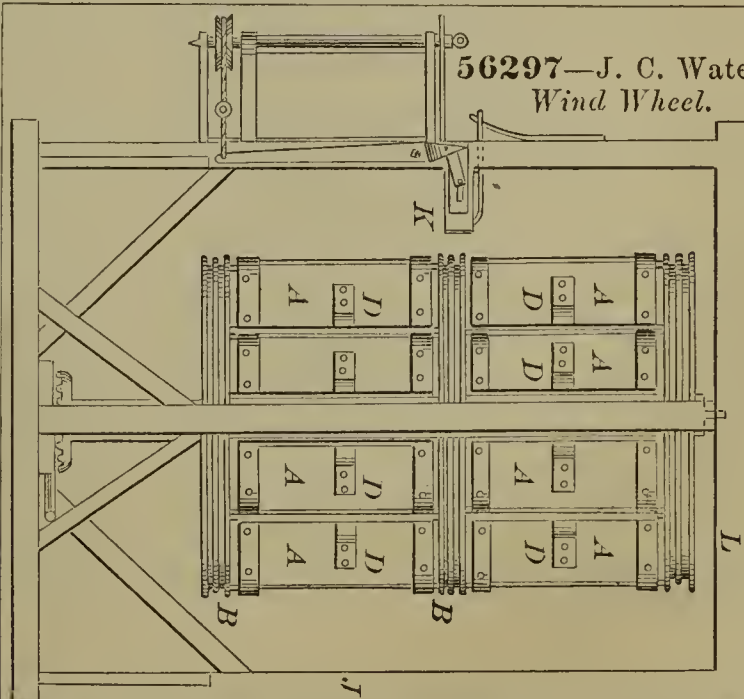 56297—J. C. Wate
Wind Wheel.
K
A D D A
D D A
A D A
A D D A
L
B B
J